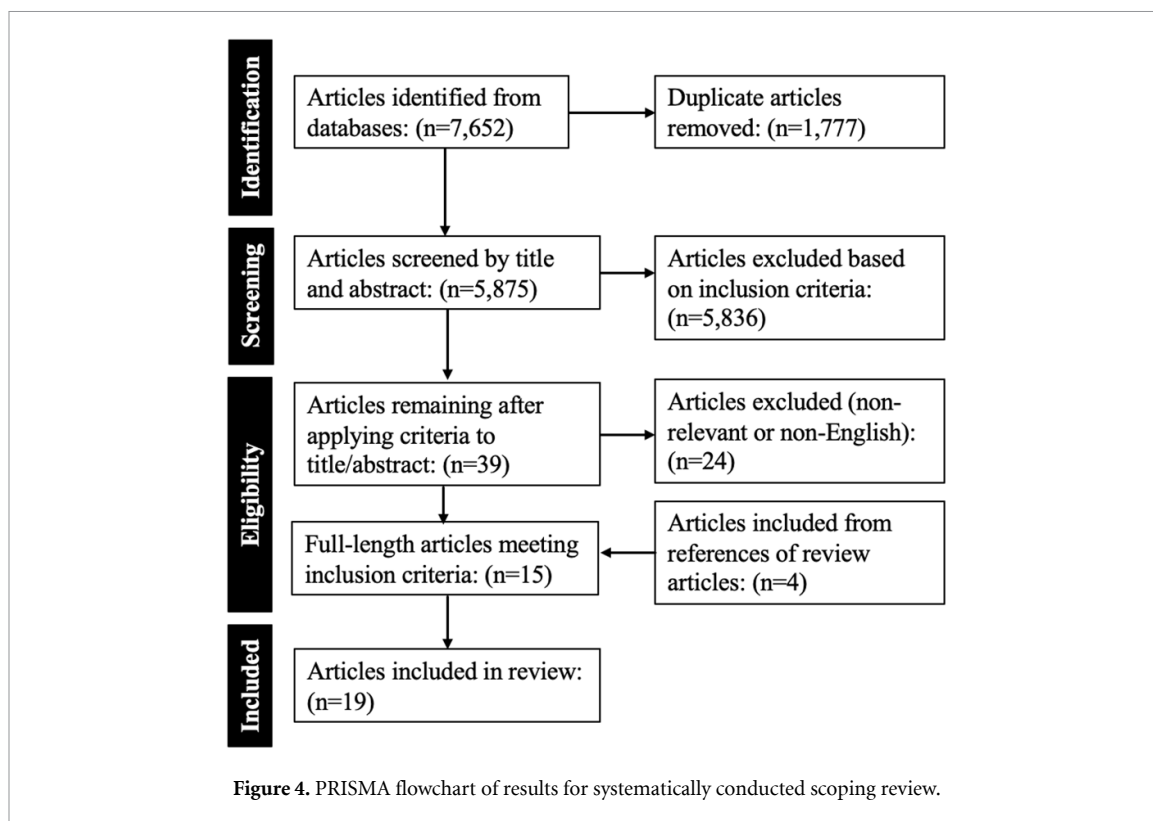 Identification
Articles identified from
databases: (n=7,652)
Duplicate articles
removed: (n=1,777)
Screening
Articles screened by title
and abstract: (n=5,875)
Articles excluded based
on inclusion criteria:
(n=5,836)
Eligibility
Articles remaining after
applying criteria to
title/abstract: (n=39)
Articles excluded (non-
relevant or non-English):
(n=24)
Full-length articles meeting
inclusion criteria: (n=15)
Articles included from
references of review
articles: (n=4)
Included
Articles included in review:
(n=19)
Figure 4. PRISMA flowchart of results for systematically conducted scoping review.